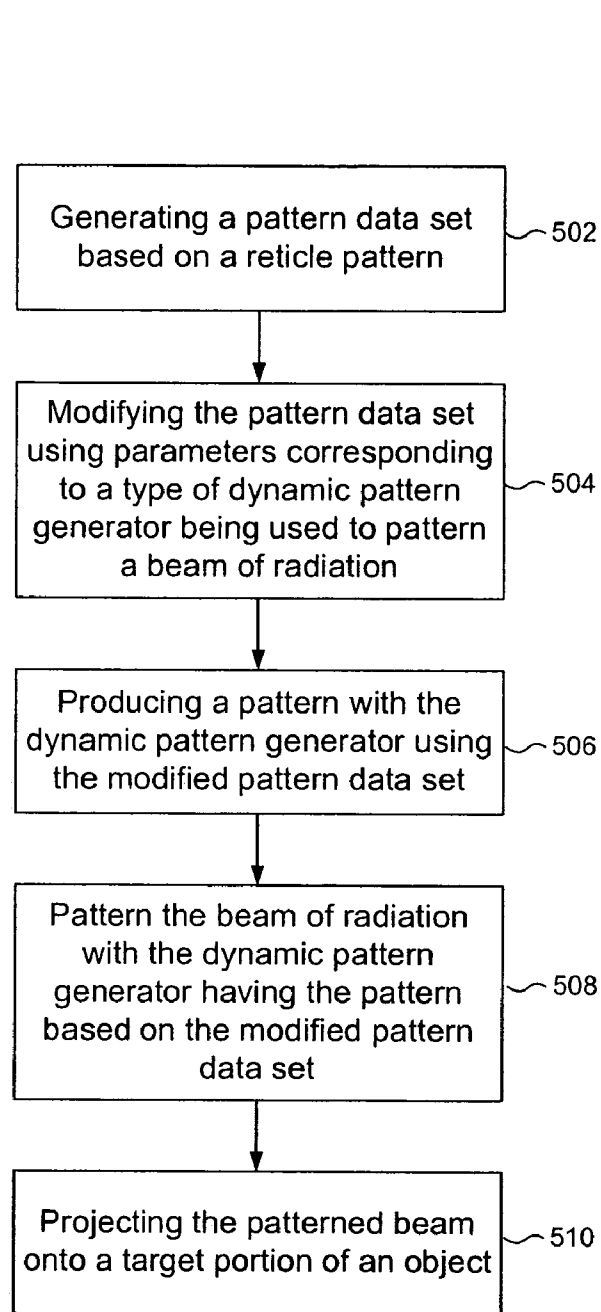 Generating a pattern data set
based on a reticle pattern
502
Modifying the pattern data set
using parameters corresponding
to a type of dynamic pattern
generator being used to pattern
a beam of radiation
504
Producing a pattern with the
dynamic pattern generator using
the modified pattern data set
506
Pattern the beam of radiation
with the dynamic pattern
generator having the pattern
based on the modified pattern
data set
508
Projecting the patterned beam
onto a target portion of an object
510